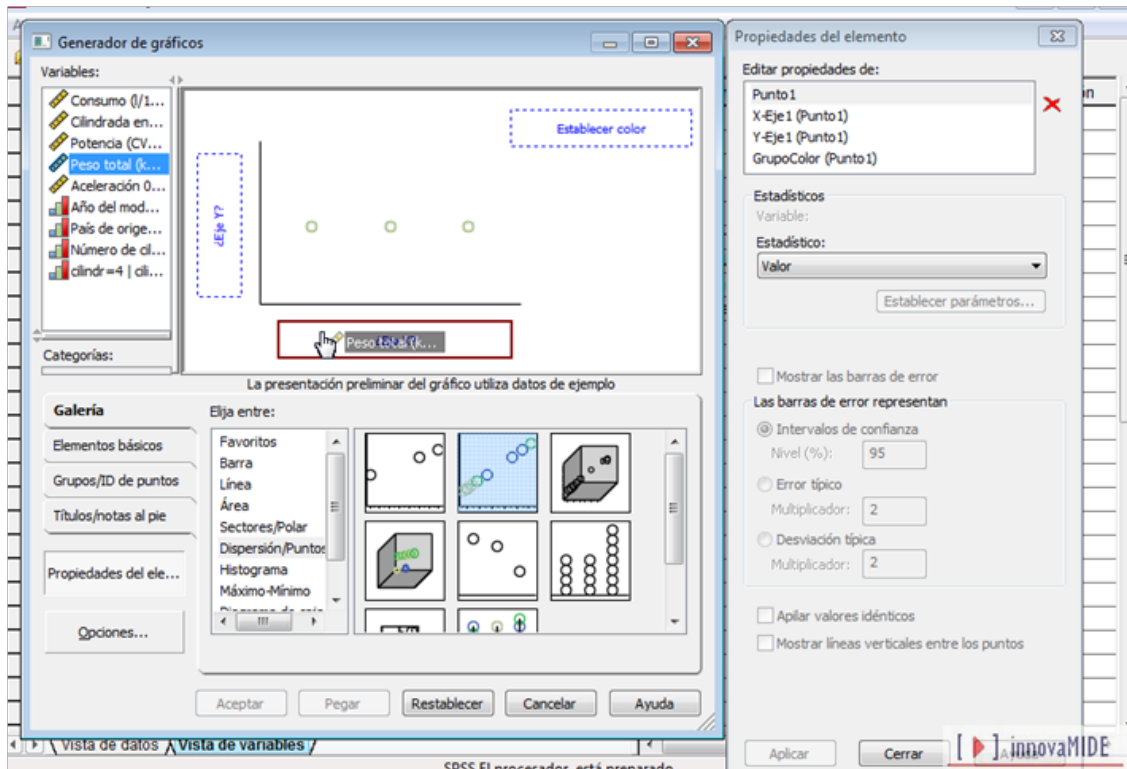 Generador de gráficos
Variables:
Consumo (l/1...
Cilindrada en...
Potencia (CV...
Peso total (k...
Aceleración 0...
Año del mod...
País de orige...
Número de cil...
cilindr=4 | cili...
Categorías:
Establecer color
¿Eje Y?
Peso total (k...
La presentación preliminar del gráfico utiliza datos de ejemplo
Galería
Elementos básicos
Grupos/ID de puntos
Títulos/notas al pie
Propiedades del ele...
Opciones...
Elija entre:
Favoritos
Barra
Línea
Área
Sectores/Polar
Dispersión/Puntos
Histograma
Máximo-Mínimo
Aceptar
Pegar
Restablecer
Cancelar
Ayuda
Vista de datos
Vista de variables
SPSS El procesador está preparado
Propiedades del elemento
Editar propiedades de:
Punto1
X-Eje1 (Punto1)
Y-Eje1 (Punto1)
GrupoColor (Punto1)
Estadísticos
Variable:
Estadístico:
Valor
Establecer parámetros...
Mostrar las barras de error
Las barras de error representan
Intervalos de confianza
Nivel (%): 95
Error típico
Multiplicador: 2
Desviación típica
Multiplicador: 2
Apilar valores idénticos
Mostrar líneas verticales entre los puntos
Aplicar
Cerrar
innovaMIDE